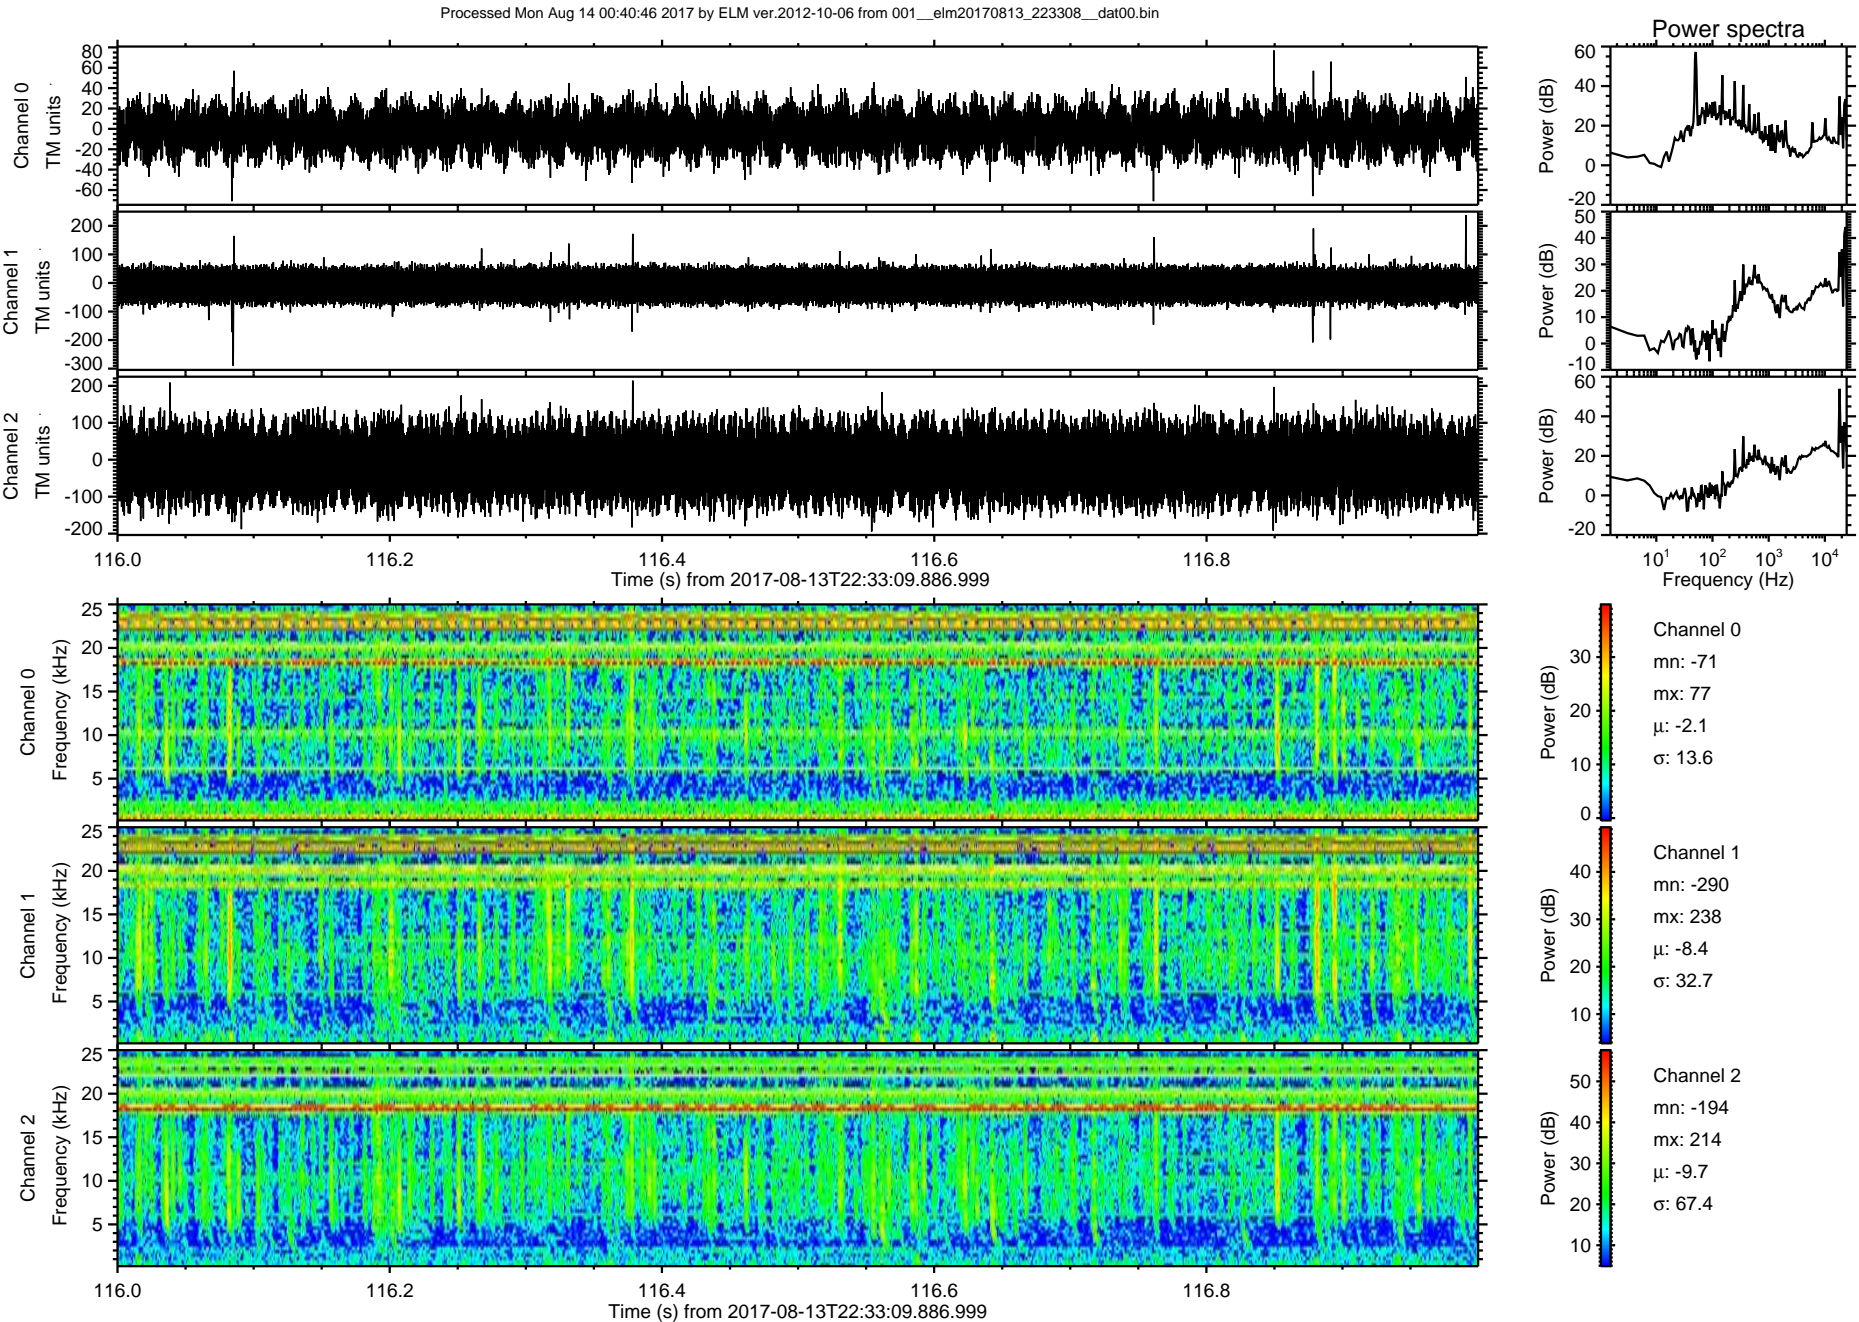 Processed Mon Aug 14 00:40:46 2017 by ELM ver.2012-10-06 from 001__elm20170813_223308__dat00.bin
Power spectra
Channel 0
TM units
80
60
40
20
0
-20
-40
-60
Power (dB)
60
40
20
0
-20
Channel 1
TM units
200
100
0
-100
-200
-300
Power (dB)
50
40
30
20
10
0
-10
Channel 2
TM units
200
100
0
-100
-200
Power (dB)
60
40
20
0
-20
116.0 116.2 116.4 116.6 116.8
Time (s) from 2017-08-13T22:33:09.886.999
10^1 10^2 10^3 10^4
Frequency (Hz)
Channel 0
Frequency (kHz)
25
20
15
10
5
Power (dB)
30
20
10
0
Channel 0
mn: -71
mx: 77
μ: -2.1
σ: 13.6
Channel 1
Frequency (kHz)
25
20
15
10
5
Power (dB)
40
30
20
10
Channel 1
mn: -290
mx: 238
μ: -8.4
σ: 32.7
Channel 2
Frequency (kHz)
25
20
15
10
5
Power (dB)
50
40
30
20
10
Channel 2
mn: -194
mx: 214
μ: -9.7
σ: 67.4
116.0 116.2 116.4 116.6 116.8
Time (s) from 2017-08-13T22:33:09.886.999